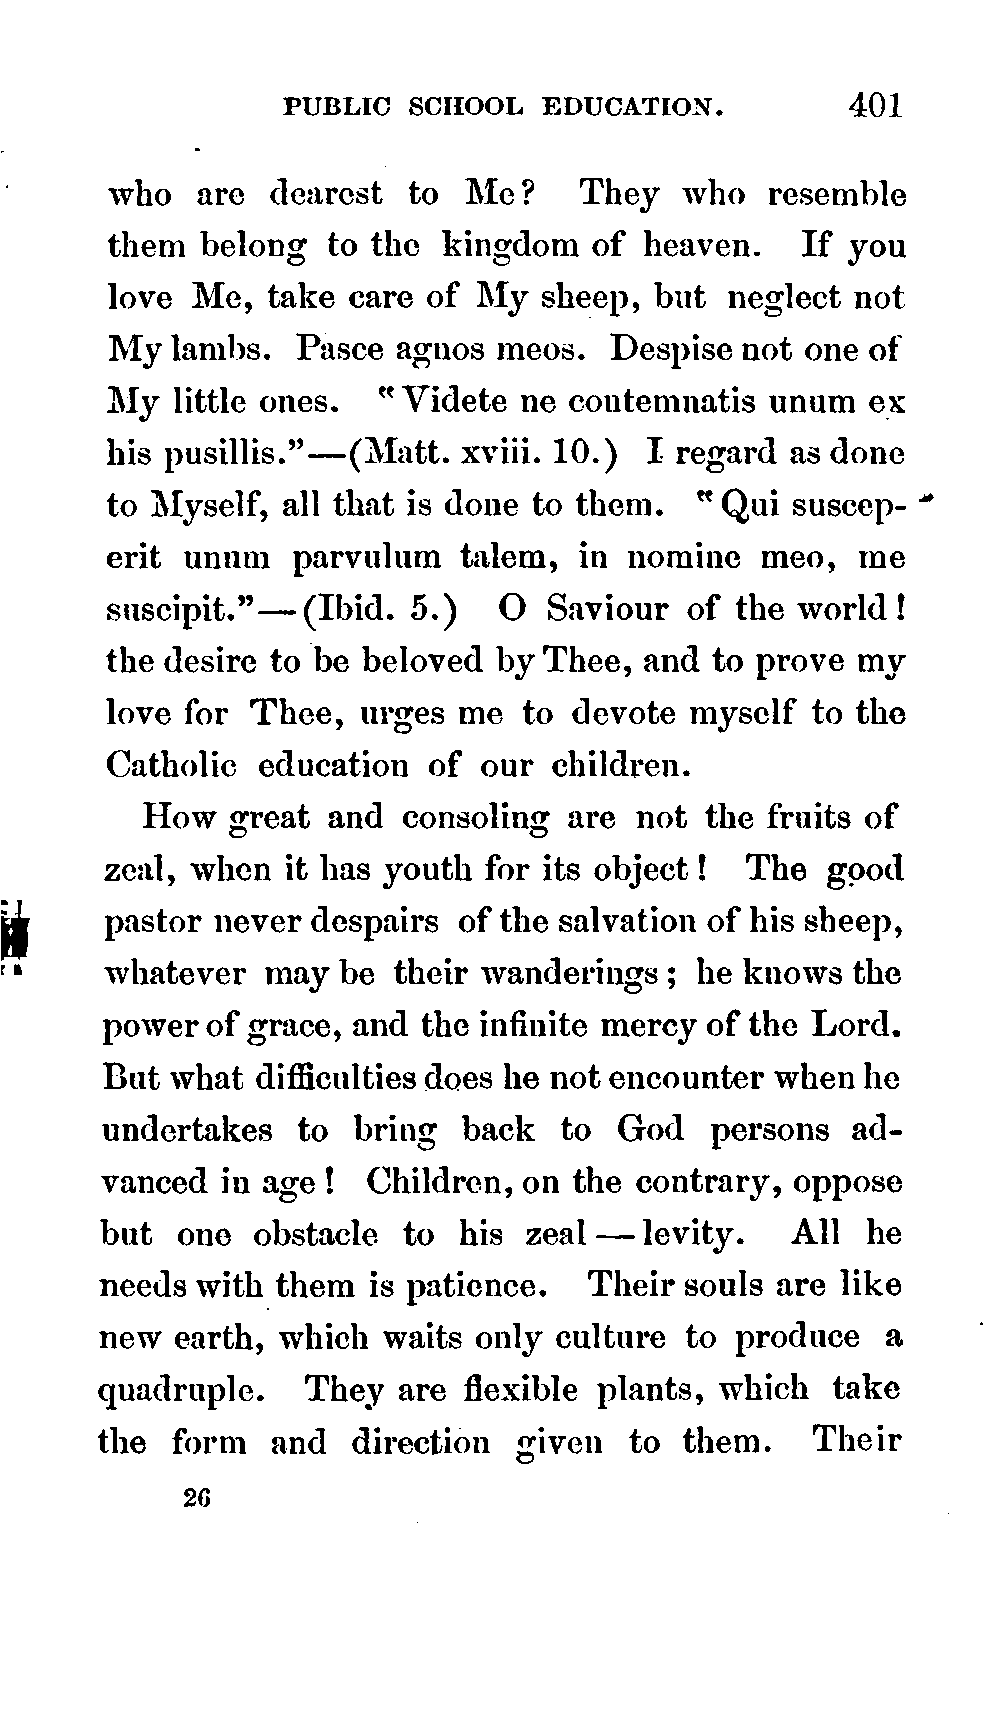 PUBLIC SCHOOL EDUCATION. 401
who are dearest to Me? They who resemble
them belong to the kingdom of heaven. If you
love Me, take care of My sheep, but neglect not
My lambs. Pasce agnos meos. Despise not one of
My little ones. "Videte ne contemnatis unum ex
his pusillis."—(Matt. xviii. 10.) I regard as done
to Myself, all that is done to them. "Qui suscep-
erit unum parvulum talem, in nomine meo, me
suscipit."—(Ibid. 5.) O Saviour of the world!
the desire to be beloved by Thee, and to prove my
love for Thee, urges me to devote myself to the
Catholic education of our children.
How great and consoling are not the fruits of
zeal, when it has youth for its object! The good
pastor never despairs of the salvation of his sheep,
whatever may be their wanderings; he knows the
power of grace, and the infinite mercy of the Lord.
But what difficulties does he not encounter when he
undertakes to bring back to God persons ad-
vanced in age! Children, on the contrary, oppose
but one obstacle to his zeal—levity. All he
needs with them is patience. Their souls are like
new earth, which waits only culture to produce a
quadruple. They are flexible plants, which take
the form and direction given to them. Their
26